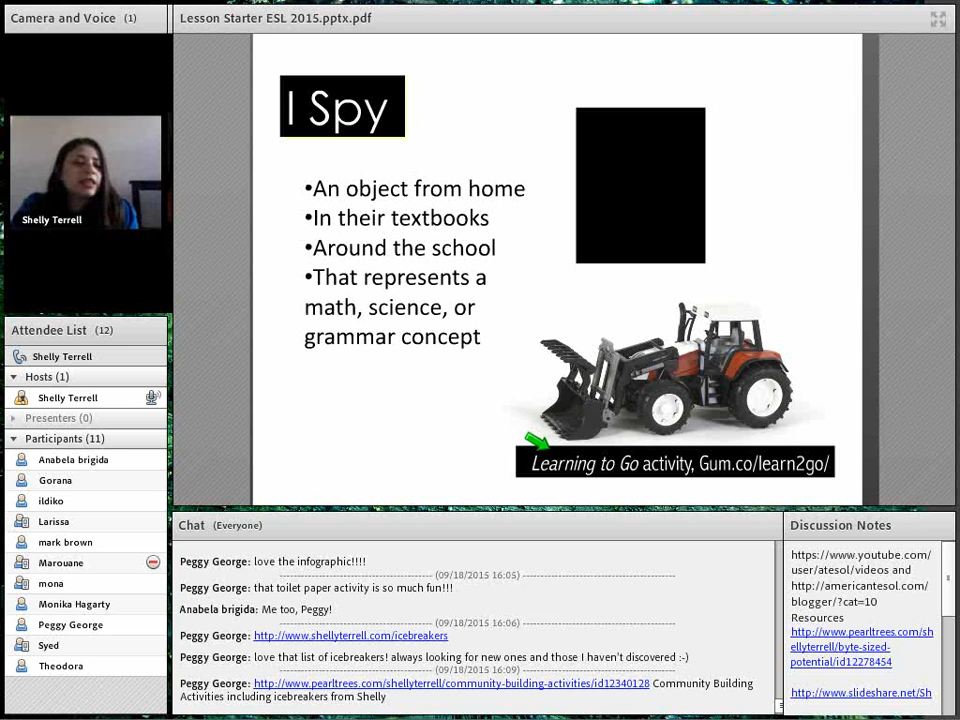 Camera and Voice (1)
Lesson Starter ESL 2015.pptx.pdf
I Spy
•An object from home
•In their textbooks
•Around the school
•That represents a
math, science, or
grammar concept
Learning to Go activity, Gum.co/learn2go/
Shelly Terrell
Attendee List (12)
Shelly Terrell
Hosts (1)
Shelly Terrell
Presenters (0)
Participants (11)
Anabela brigida
Gorana
ildiko
Larissa
mark brown
Marouane
mona
Monika Hagarty
Peggy George
Syed
Theodora
Chat (Everyone)
Peggy George: love the infographic!!!!
(09/18/2015 16:05)
Peggy George: that toilet paper activity is so much fun!!!
Anabela brigida: Me too, Peggy!
(09/18/2015 16:06)
Peggy George: http://www.shellyterrell.com/icebreakers
Peggy George: love that list of icebreakers! always looking for new ones and those I haven't discovered :-)
(09/18/2015 16:09)
Peggy George: http://www.pearltrees.com/shellyterrell/community-building-activities/id12340128 Community Building
Activities including icebreakers from Shelly
Discussion Notes
https://www.youtube.com/
user/atesol/videos and
http://americantesol.com/
blogger/?cat=10
Resources
http://www.pearltrees.com/sh
ellyterrell/byte-sized-
potential/id12278454
http://www.slideshare.net/Sh